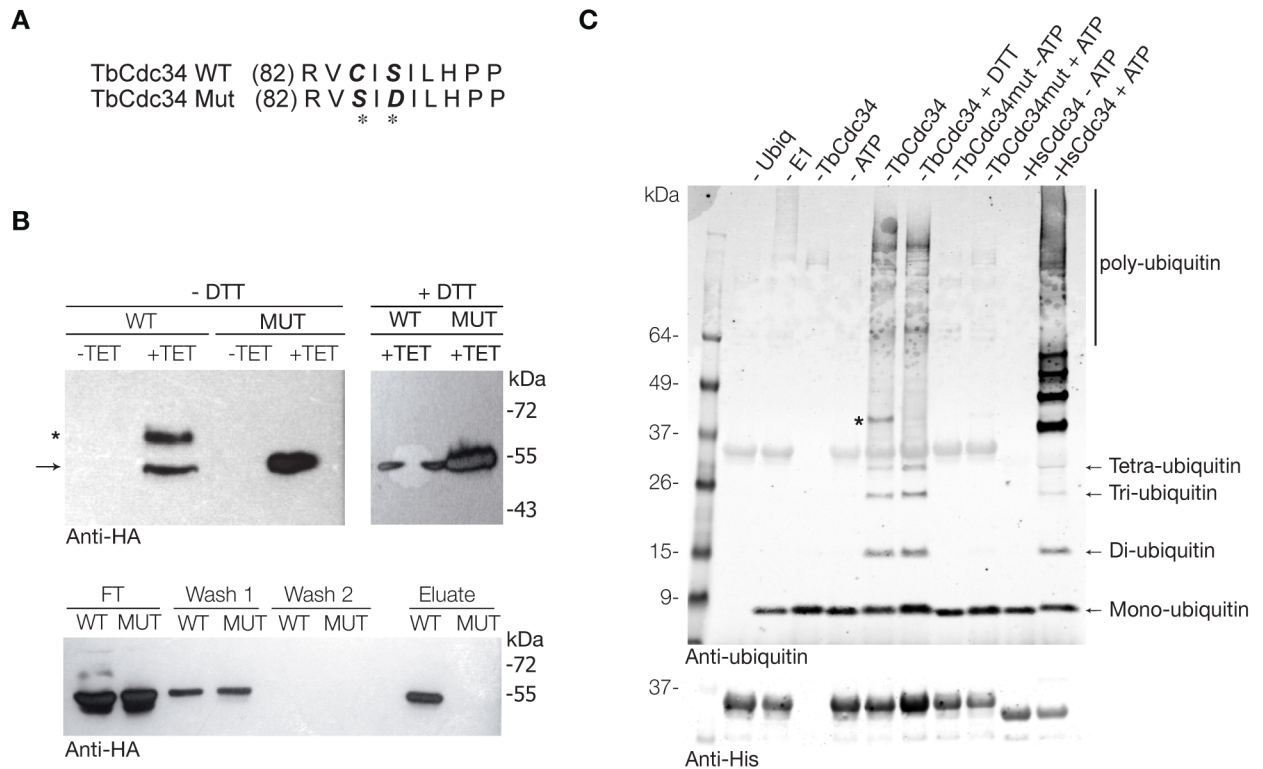 A
TbCdc34 WT (82) R V C I S I L H P P
TbCdc34 Mut (82) R V S I D I L H P P
* *
B
- DTT
+ DTT
WT MUT
WT MUT
-TET +TET -TET +TET
+TET +TET
kDa
-72
*
→ -55
-43
Anti-HA
FT Wash 1 Wash 2 Eluate
WT MUT WT MUT WT MUT WT MUT
kDa
-72
-55
Anti-HA
C
- Ubiq
- E1
-TbCdc34
- ATP
-TbCdc34
-TbCdc34 + DTT
-TbCdc34mut -ATP
-TbCdc34mut + ATP
-HsCdc34 - ATP
-HsCdc34 + ATP
kDa
poly-ubiquitin
64-
49-
*
37-
← Tetra-ubiquitin
26-
← Tri-ubiquitin
15- ← Di-ubiquitin
9-
← Mono-ubiquitin
Anti-ubiquitin
37-
Anti-His